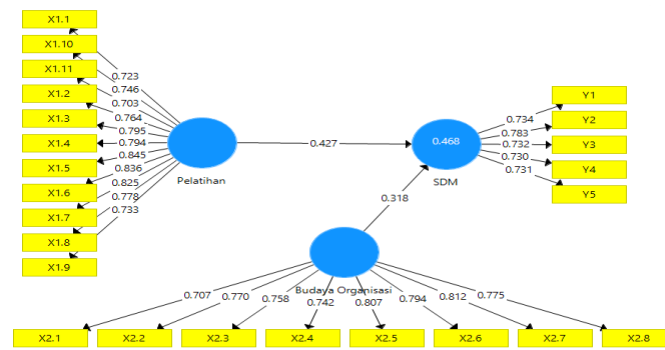 X1.1
X1.10
X1.11
X1.2
X1.3
X1.4
X1.5
X1.6
X1.7
X1.8
X1.9
0.723
0.746
0.703
0.764
0.795
0.794
0.845
0.836
0.825
0.778
0.733
Pelatihan
0.427
0.468
SDM
0.734
0.783
0.732
0.730
0.731
Y1
Y2
Y3
Y4
Y5
0.318
Budaya Organisasi
0.707
0.770
0.758
0.742
0.807
0.794
0.812
0.775
X2.1
X2.2
X2.3
X2.4
X2.5
X2.6
X2.7
X2.8